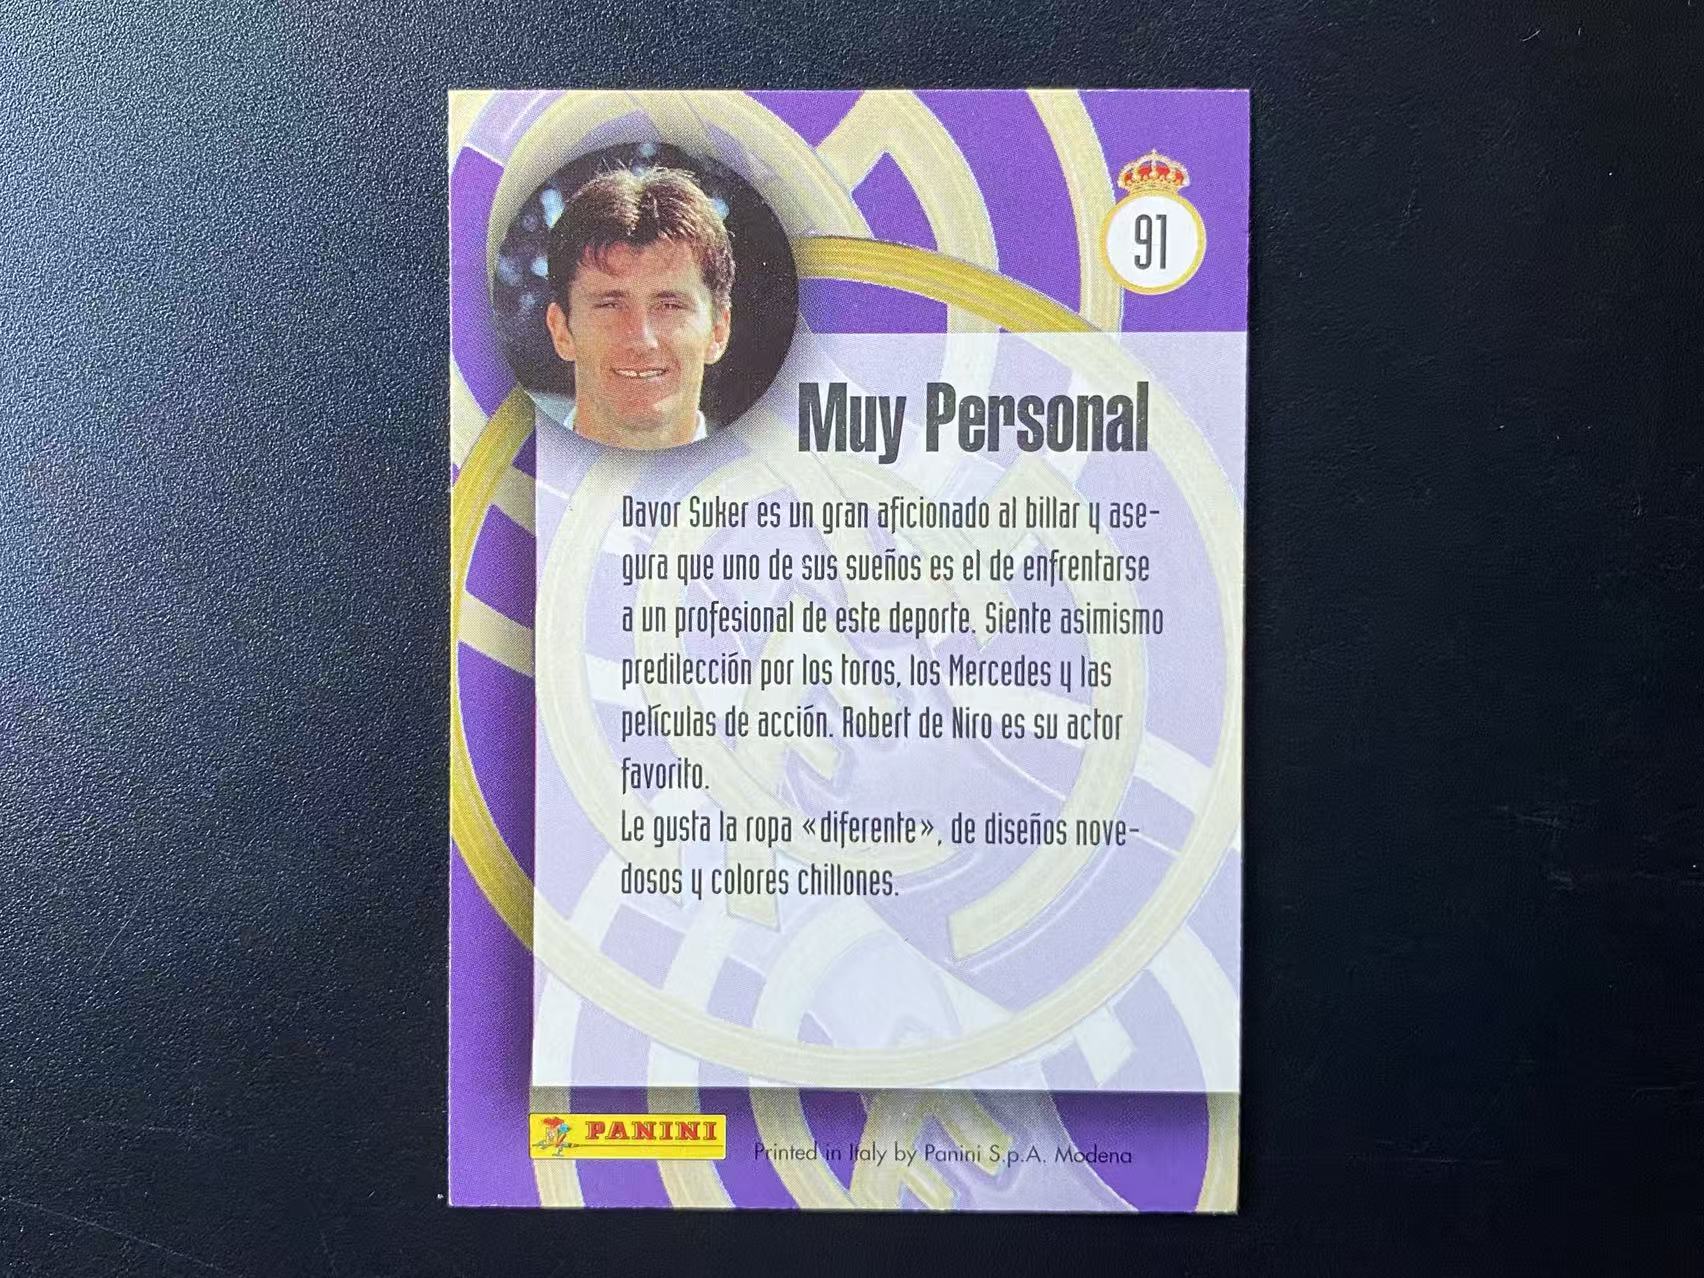 91
Muy Personal
Davor Suker es un gran aficionado al billar y ase-
gura que uno de sus sueños es el de enfrentarse
a un profesional de este deporte. Siente asimismo
predilección por los toros, los Mercedes y las
películas de acción. Robert de Niro es su actor
favorito.
Le gusta la ropa «diferente», de diseños nove-
dosos y colores chillones.
PANINI
Printed in Italy by Panini S.p.A. Modena